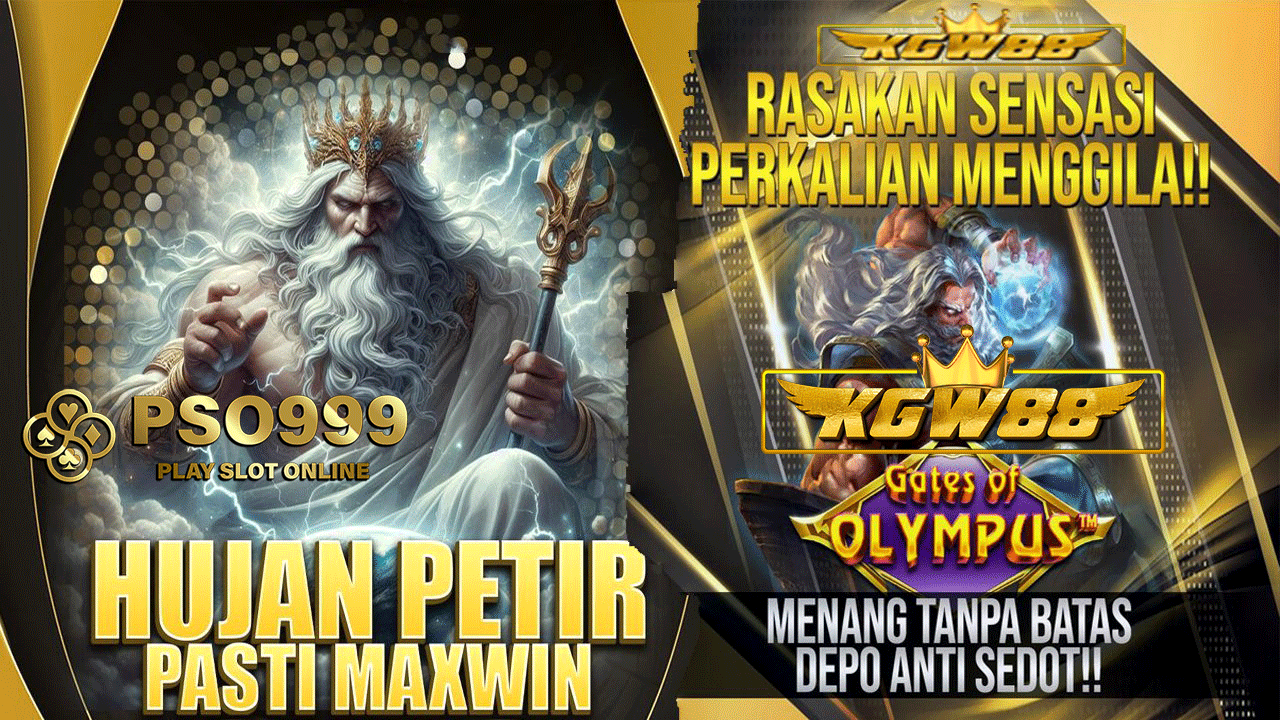 PSO999
PLAY SLOT ONLINE
HUJAN PETIR
PASTI MAXWIN
KGW88
RASAKAN SENSASI
PERKALIAN MENGGILA!!
KGW88
Gates of
OLYMPUS™
MENANG TANPA BATAS
DEPO ANTI SEDOT!!